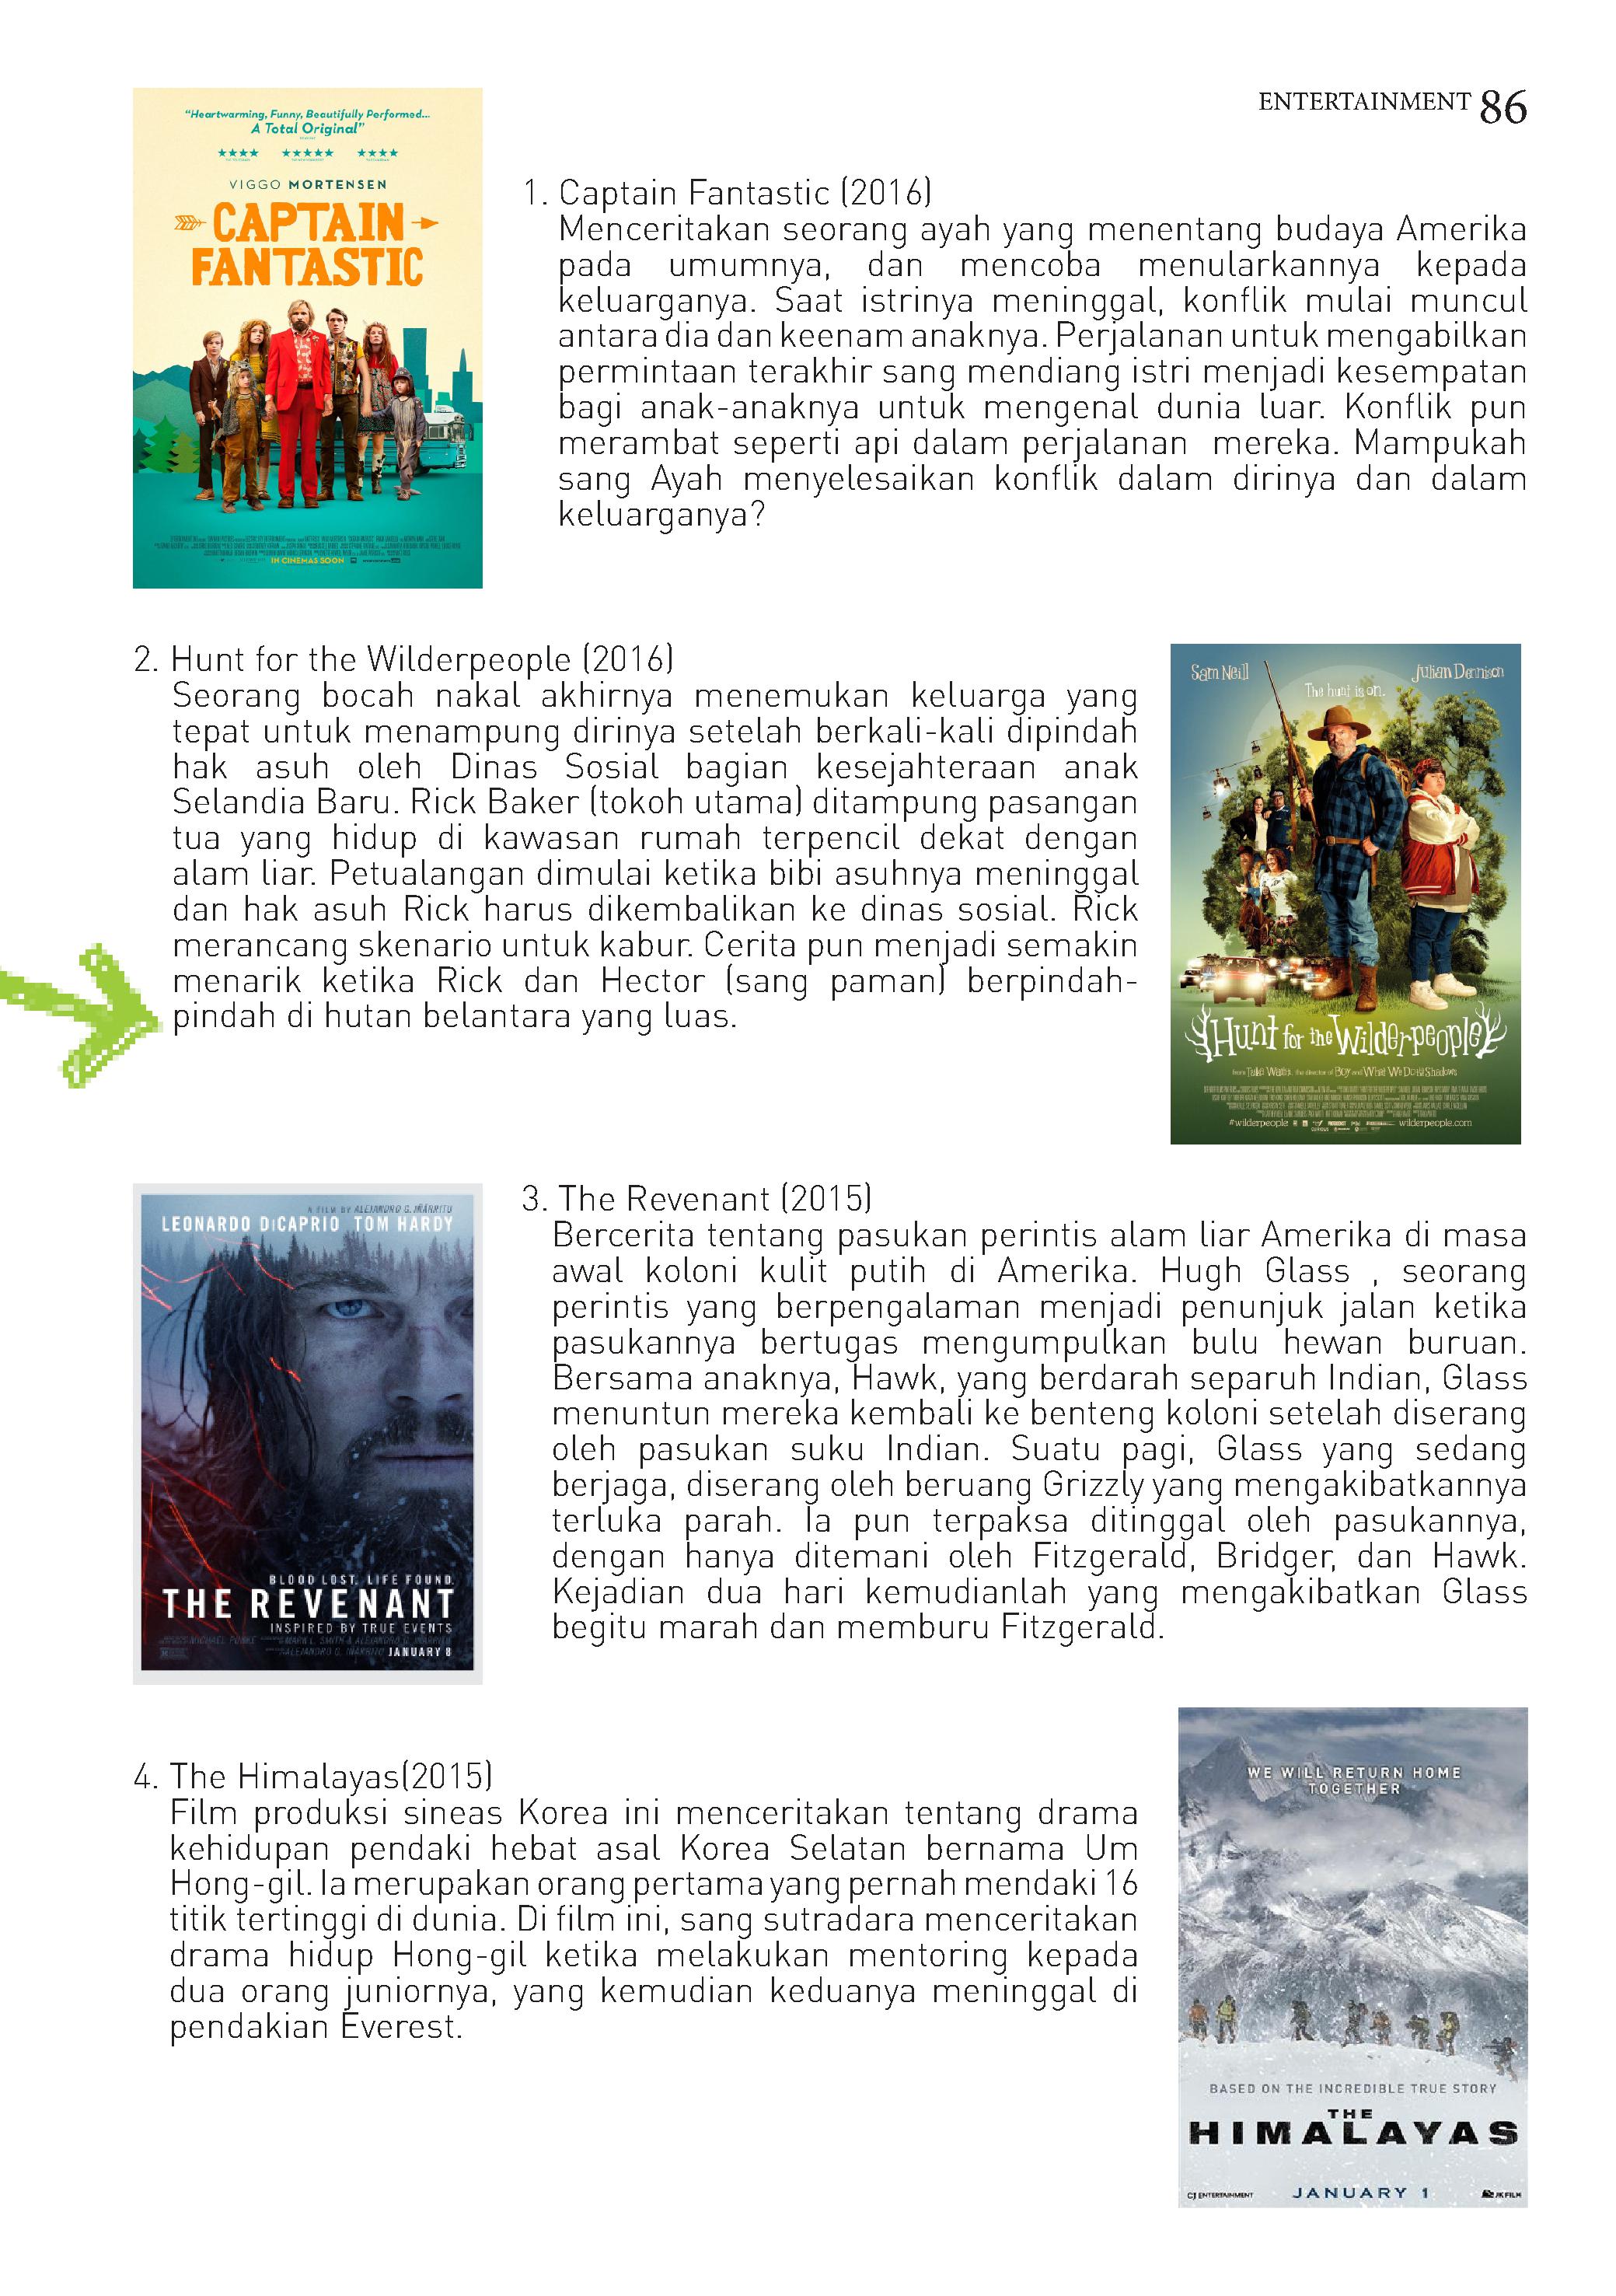 ENTERTAINMENT 86
"Heartwarming, Funny, Beautifully Performed...
A Total Original"
VIGGO MORTENSEN
CAPTAIN
FANTASTIC
IN CINEMAS SOON
1. Captain Fantastic (2016)
Menceritakan seorang ayah yang menentang budaya Amerika
pada umumnya, dan mencoba menularkannya kepada
keluarganya. Saat istrinya meninggal, konflik mulai muncul
antara dia dan keenam anaknya. Perjalanan untuk mengabilkan
permintaan terakhir sang mendiang istri menjadi kesempatan
bagi anak-anaknya untuk mengenal dunia luar. Konflik pun
merambat seperti api dalam perjalanan mereka. Mampukah
sang Ayah menyelesaikan konflik dalam dirinya dan dalam
keluarganya?
2. Hunt for the Wilderpeople (2016)
Seorang bocah nakal akhirnya menemukan keluarga yang
tepat untuk menampung dirinya setelah berkali-kali dipindah
hak asuh oleh Dinas Sosial bagian kesejahteraan anak
Selandia Baru. Rick Baker (tokoh utama) ditampung pasangan
tua yang hidup di kawasan rumah terpencil dekat dengan
alam liar. Petualangan dimulai ketika bibi asuhnya meninggal
dan hak asuh Rick harus dikembalikan ke dinas sosial. Rick
merancang skenario untuk kabur. Cerita pun menjadi semakin
menarik ketika Rick dan Hector (sang paman) berpindah-
pindah di hutan belantara yang luas.
Sam Neill
Julian Dennison
The hunt is on.
Hunt for the Wilderpeople
from Taika Waititi, the director of Boy and What We Do in the Shadows
#wilderpeople
wilderpeople.com
A FILM BY ALEJANDRO G. IÑÁRRITU
LEONARDO DiCAPRIO TOM HARDY
BLOOD LOST. LIFE FOUND.
THE REVENANT
INSPIRED BY TRUE EVENTS
JANUARY 8
3. The Revenant (2015)
Bercerita tentang pasukan perintis alam liar Amerika di masa
awal koloni kulit putih di Amerika. Hugh Glass , seorang
perintis yang berpengalaman menjadi penunjuk jalan ketika
pasukannya bertugas mengumpulkan bulu hewan buruan.
Bersama anaknya, Hawk, yang berdarah separuh Indian, Glass
menuntun mereka kembali ke benteng koloni setelah diserang
oleh pasukan suku Indian. Suatu pagi, Glass yang sedang
berjaga, diserang oleh beruang Grizzly yang mengakibatkannya
terluka parah. Ia pun terpaksa ditinggal oleh pasukannya,
dengan hanya ditemani oleh Fitzgerald, Bridger, dan Hawk.
Kejadian dua hari kemudianlah yang mengakibatkan Glass
begitu marah dan memburu Fitzgerald.
4. The Himalayas(2015)
Film produksi sineas Korea ini menceritakan tentang drama
kehidupan pendaki hebat asal Korea Selatan bernama Um
Hong-gil. Ia merupakan orang pertama yang pernah mendaki 16
titik tertinggi di dunia. Di film ini, sang sutradara menceritakan
drama hidup Hong-gil ketika melakukan mentoring kepada
dua orang juniornya, yang kemudian keduanya meninggal di
pendakian Everest.
WE WILL RETURN HOME
TOGETHER
BASED ON THE INCREDIBLE TRUE STORY
THE
HIMALAYAS
CJ ENTERTAINMENT
JANUARY 1
JK FILM